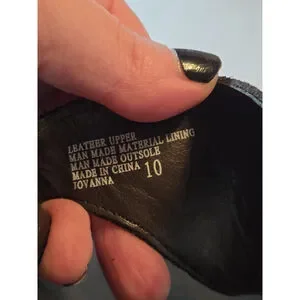 LEATHER UPPER
MAN MADE MATERIAL LINING
MAN MADE OUTSOLE
MADE IN CHINA 10
JOVANNA